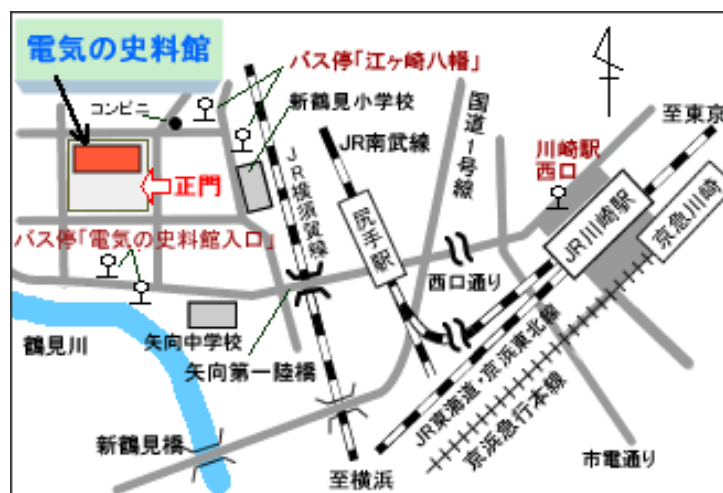 電気の史料館
バス停「江ヶ崎八幡」
コンビニ
新鶴見小学校
国道1号線
至東京
JR南武線
川崎駅
西口
正門
JR横須賀線
尻手駅
JR川崎駅
京急川崎
バス停「電気の史料館入口」
西口通り
鶴見川
矢向中学校
矢向第一陸橋
JR東海道・京浜東北線
京浜急行本線
新鶴見橋
至横浜
市電通り